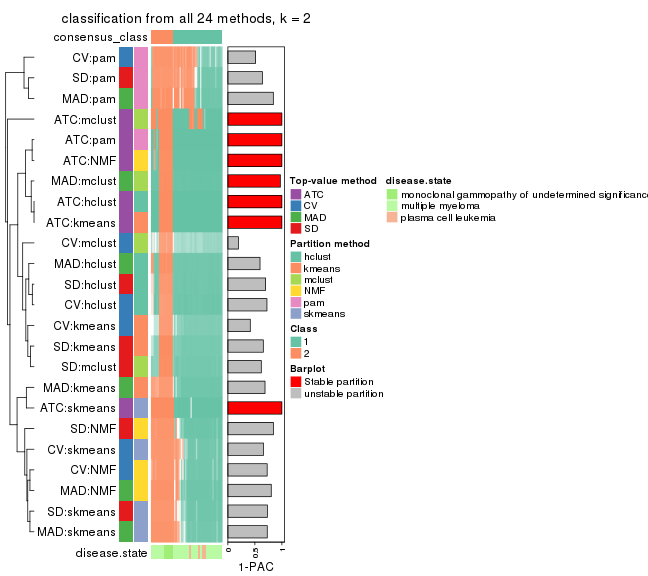 classification from all 24 methods, k = 2
consensus_class
CV:pam
SD:pam
MAD:pam
ATC:mclust
ATC:pam
ATC:NMF
MAD:mclust
ATC:hclust
ATC:kmeans
CV:mclust
MAD:hclust
SD:hclust
CV:hclust
CV:kmeans
SD:kmeans
SD:mclust
MAD:kmeans
ATC:skmeans
SD:NMF
CV:skmeans
CV:NMF
MAD:NMF
SD:skmeans
MAD:skmeans
disease.state
0
0.5
1
1-PAC
Top-value method
ATC
CV
MAD
SD
Partition method
hclust
kmeans
mclust
NMF
pam
skmeans
Class
1
2
Barplot
Stable partition
unstable partition
disease.state
monoclonal gammopathy of undetermined significance
multiple myeloma
plasma cell leukemia